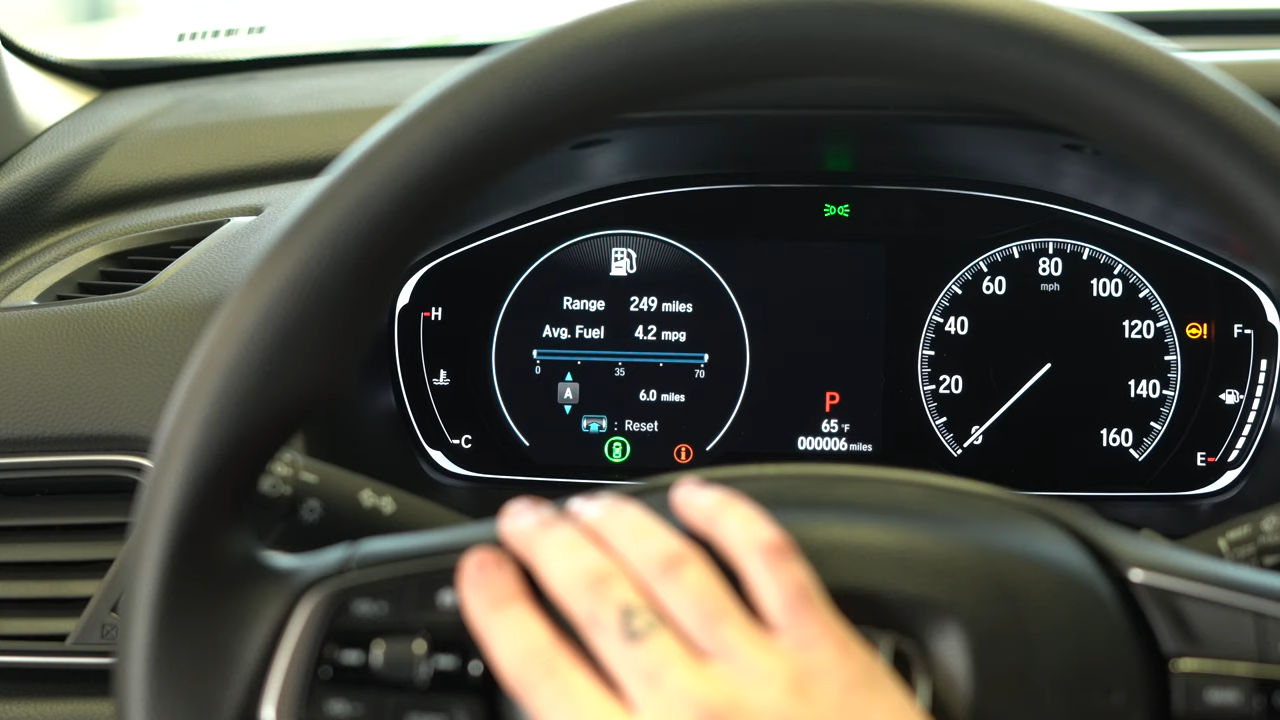 Range 249 miles
Avg. Fuel 4.2 mpg
0 35 70
A 6.0 miles
: Reset
H
C
P
65 °F
000006 miles
0
20
40
60
80
100
120
140
160
mph
F
E